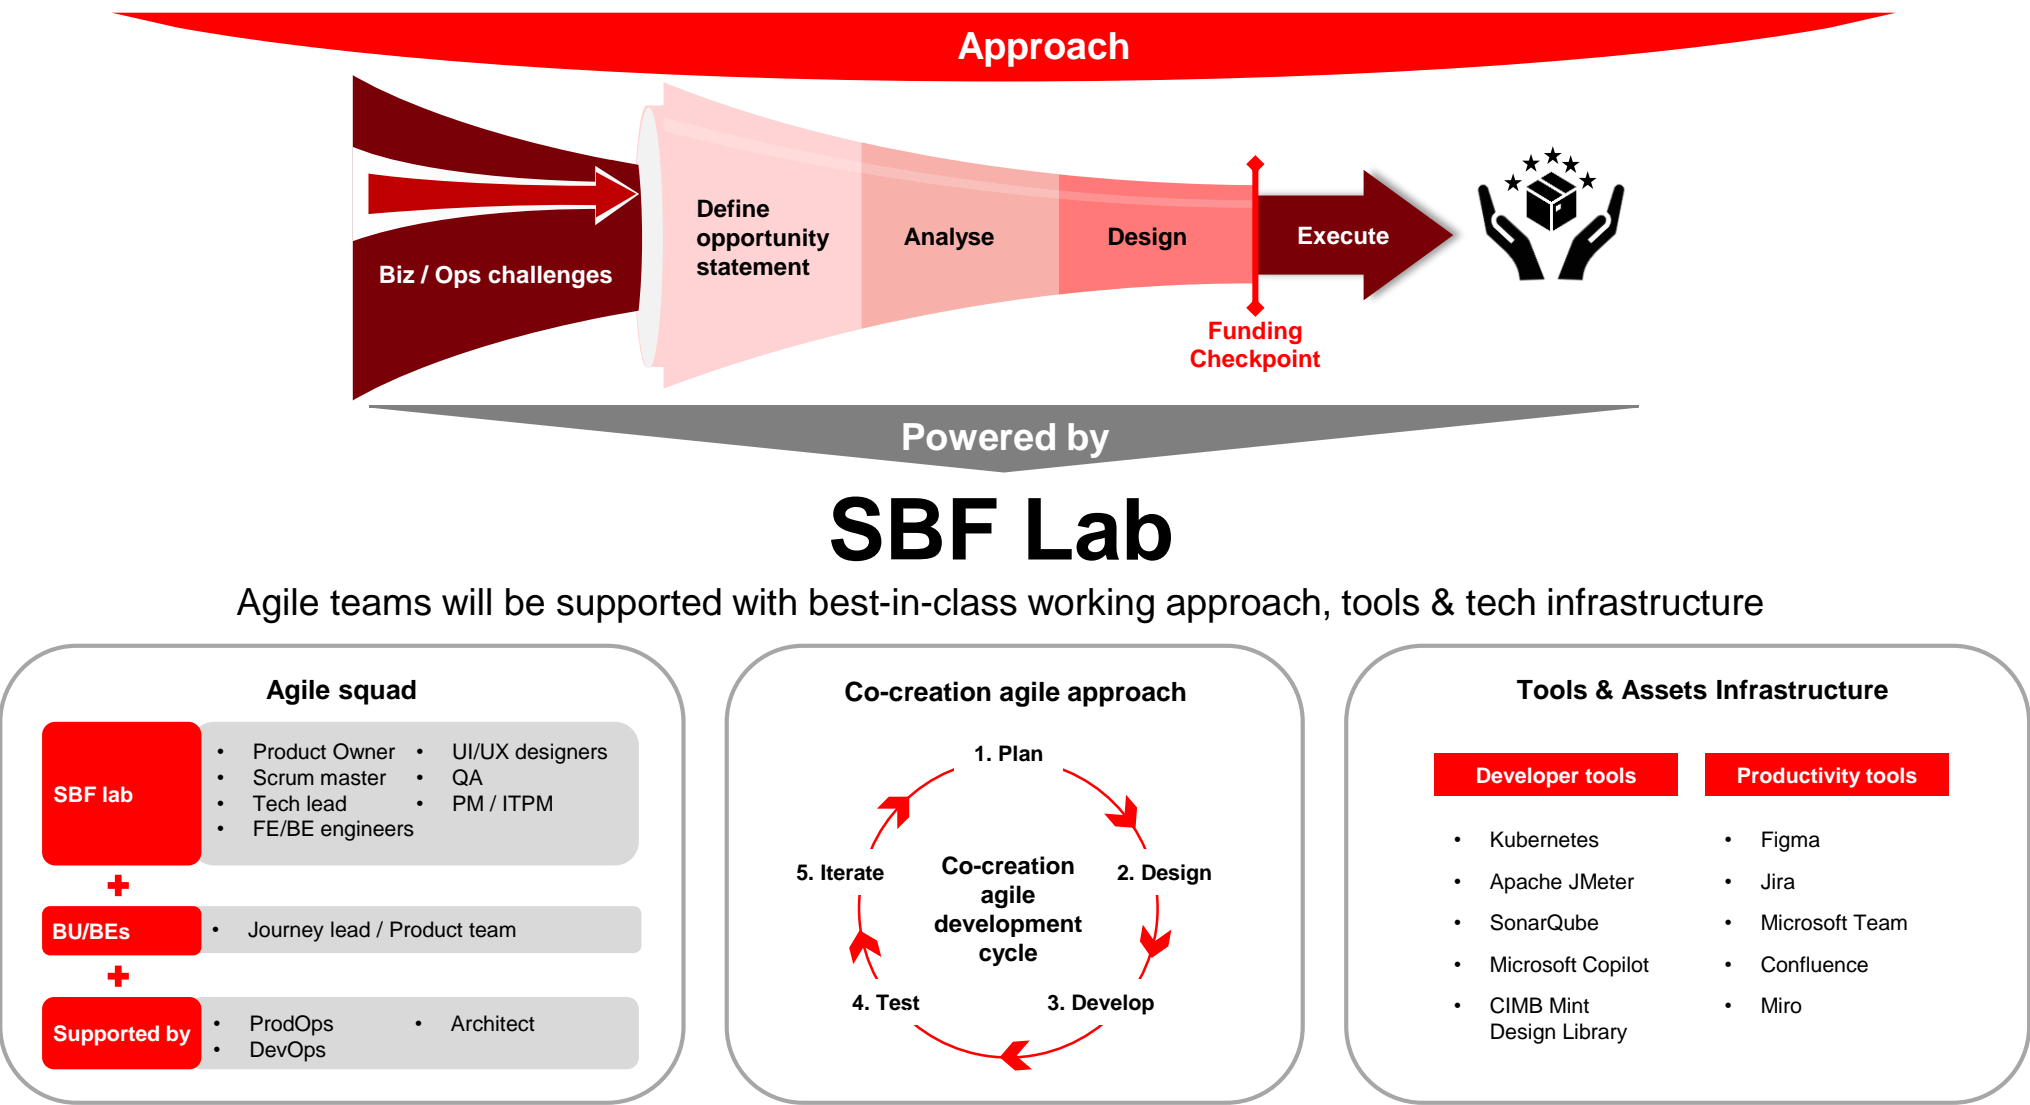 Approach
Biz / Ops challenges
Define
opportunity
statement
Analyse
Design
Execute
Funding
Checkpoint
Powered by
SBF Lab
Agile teams will be supported with best-in-class working approach, tools & tech infrastructure
Agile squad
SBF lab
• Product Owner
• Scrum master
• Tech lead
• FE/BE engineers
• UI/UX designers
• QA
• PM / ITPM
BU/BEs
• Journey lead / Product team
Supported by
• ProdOps
• DevOps
• Architect
Co-creation agile approach
1. Plan
2. Design
3. Develop
4. Test
5. Iterate
Co-creation
agile
development
cycle
Tools & Assets Infrastructure
Developer tools
• Kubernetes
• Apache JMeter
• SonarQube
• Microsoft Copilot
• CIMB Mint
Design Library
Productivity tools
• Figma
• Jira
• Microsoft Team
• Confluence
• Miro